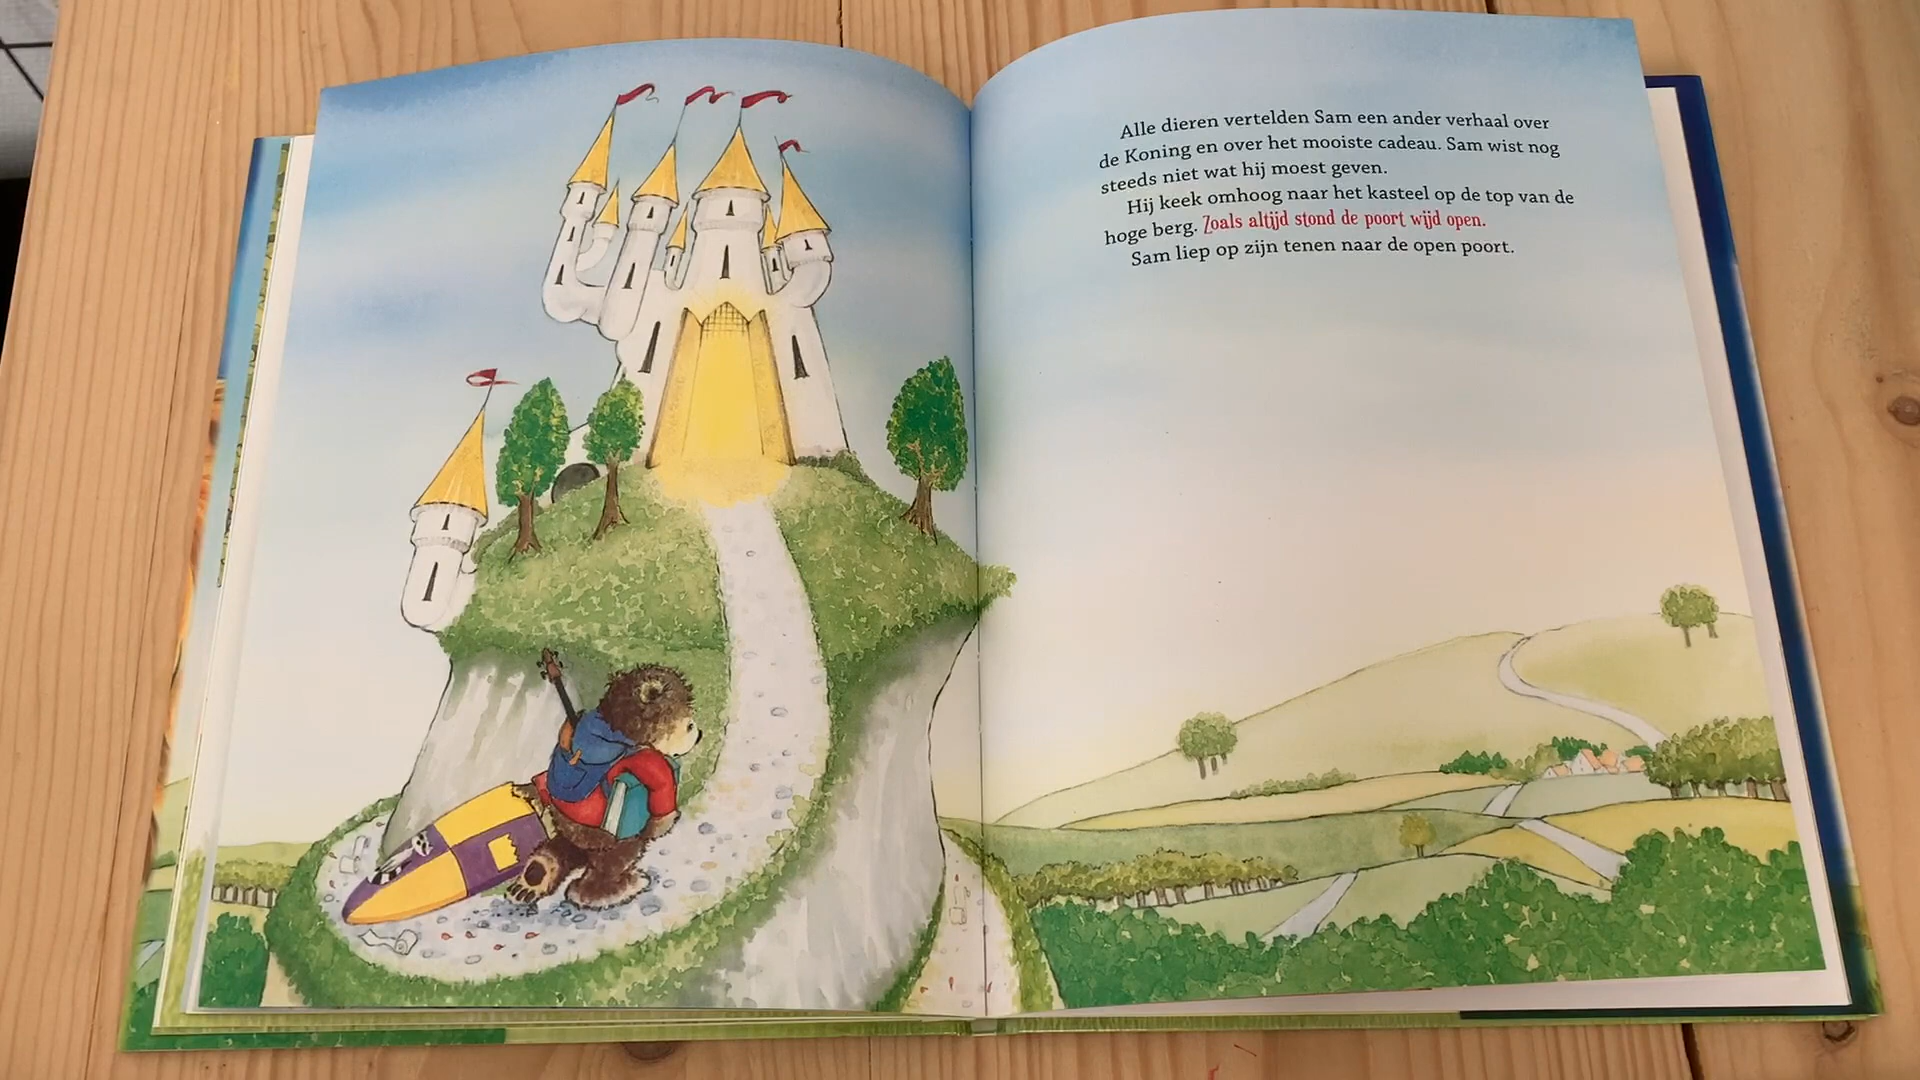 Alle dieren vertelden Sam een ander verhaal over
de Koning en over het mooiste cadeau. Sam wist nog
steeds niet wat hij moest geven.
Hij keek omhoog naar het kasteel op de top van de
hoge berg. Zoals altijd stond de poort wijd open.
Sam liep op zijn tenen naar de open poort.